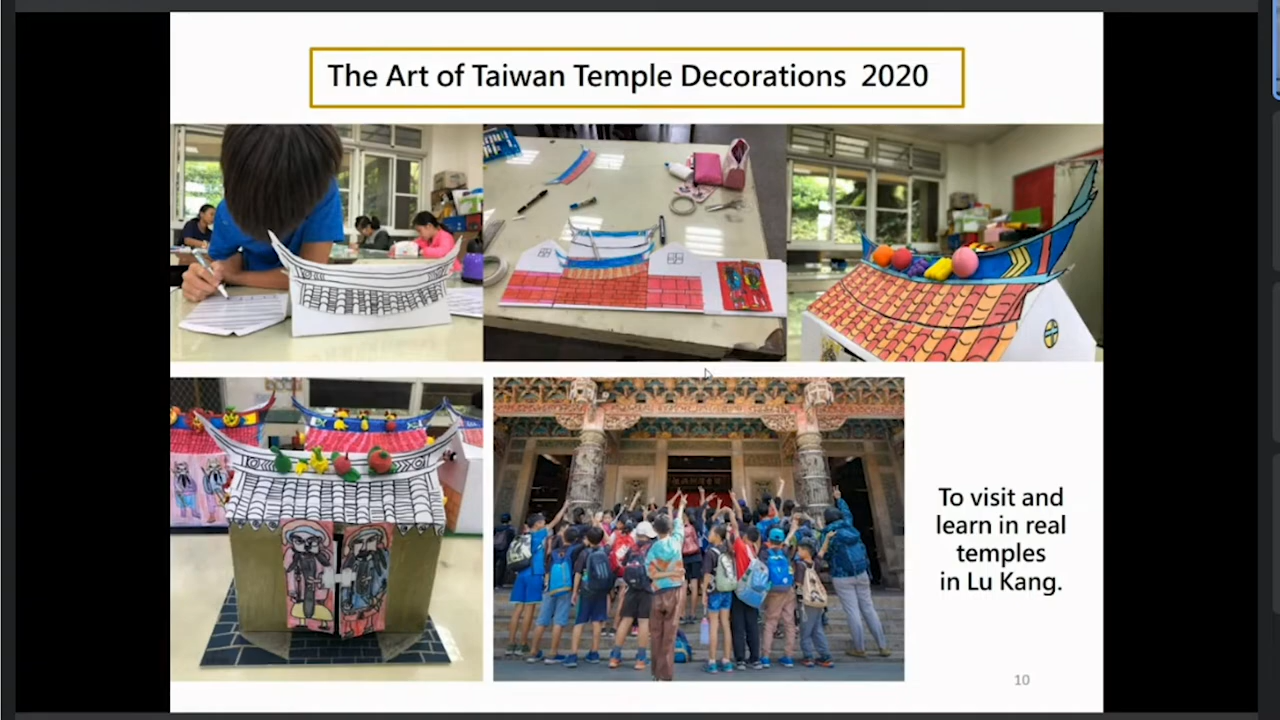 The Art of Taiwan Temple Decorations 2020
To visit and
learn in real
temples
in Lu Kang.
10